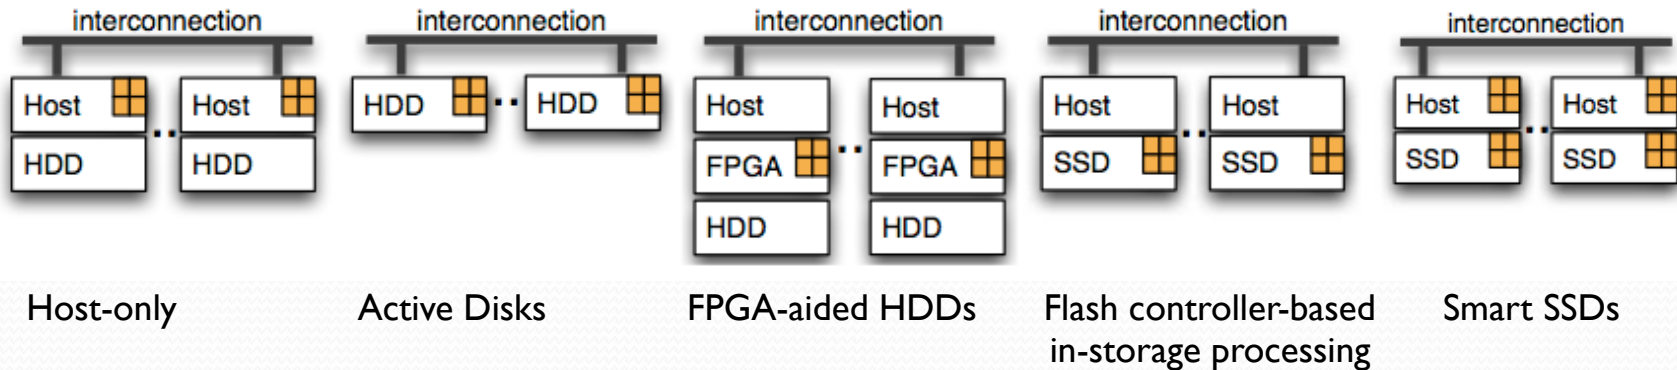 interconnection
Host
Host
HDD
HDD
Host-only
interconnection
HDD
HDD
Active Disks
interconnection
Host
Host
FPGA
FPGA
HDD
HDD
FPGA-aided HDDs
interconnection
Host
Host
SSD
SSD
Flash controller-based
in-storage processing
interconnection
Host
Host
SSD
SSD
Smart SSDs